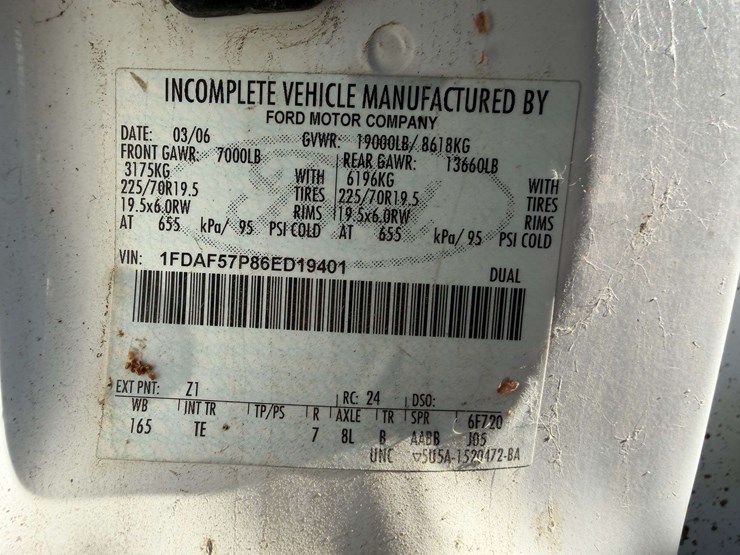 INCOMPLETE VEHICLE MANUFACTURED BY
FORD MOTOR COMPANY
DATE: 03/06 GVWR: 19000LB/ 8618KG
FRONT GAWR: 7000LB REAR GAWR: 13660LB
3175KG WITH 6196KG WITH
225/70R19.5 TIRES 225/70R19.5 TIRES
19.5x6.0RW RIMS 19.5x6.0RW RIMS
AT 655 kPa/ 95 PSI COLD AT 655 kPa/ 95 PSI COLD
VIN: 1FDAF57P86ED19401 DUAL
EXT PNT: Z1 RC: 24 DSO:
WB INT TR TP/PS R AXLE TR SPR 6F720
165 TE 7 8L R AABB J05
UNC 5U5A-1520472-BA